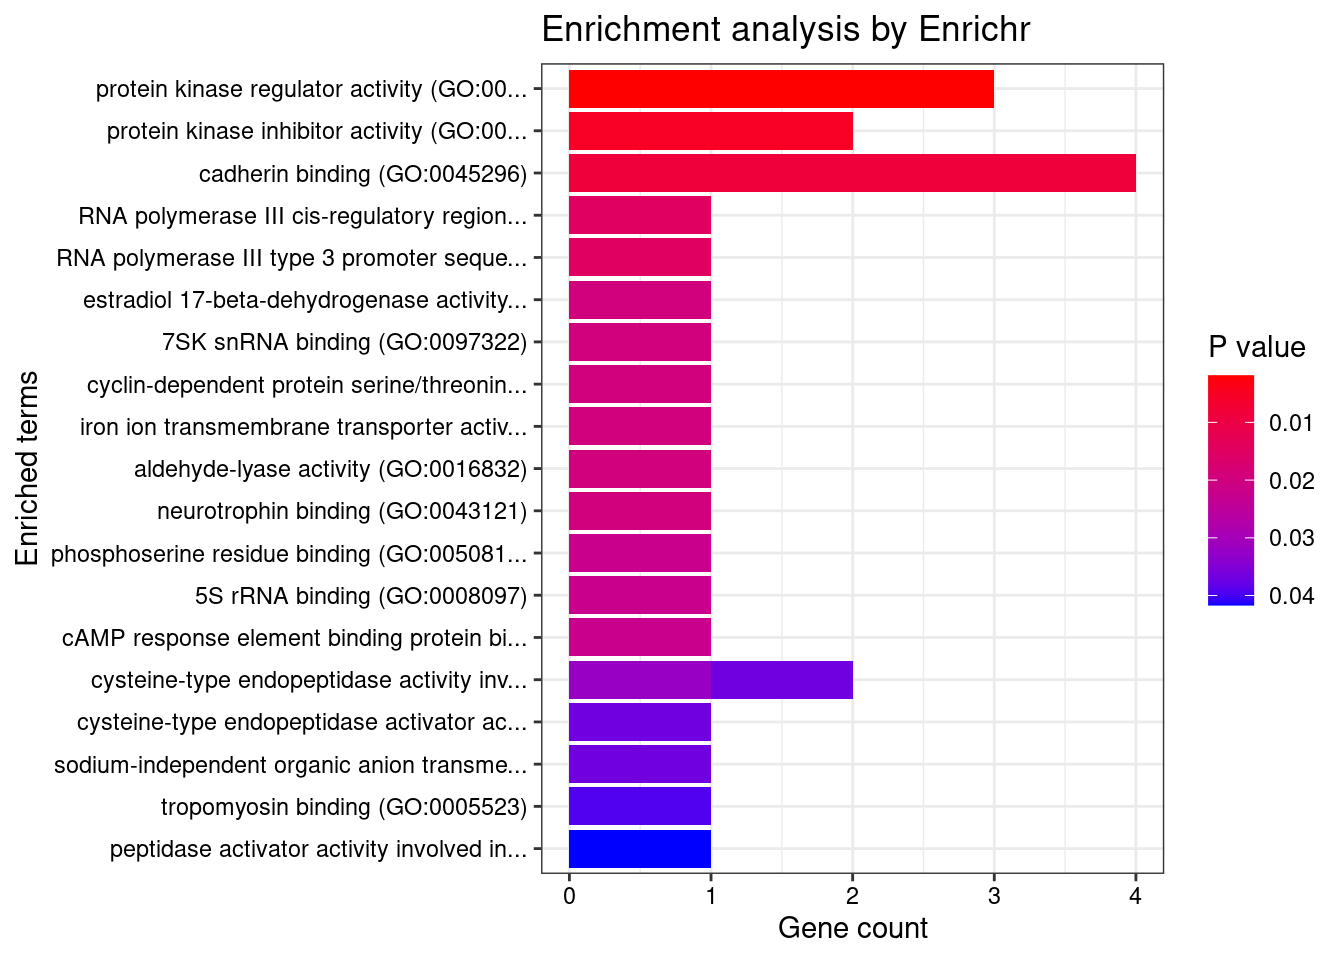 Enrichment analysis by Enrichr
protein kinase regulator activity (GO:00...
protein kinase inhibitor activity (GO:00...
cadherin binding (GO:0045296)
RNA polymerase III cis-regulatory region...
RNA polymerase III type 3 promoter seque...
estradiol 17-beta-dehydrogenase activity...
7SK snRNA binding (GO:0097322)
cyclin-dependent protein serine/threonin...
iron ion transmembrane transporter activ...
aldehyde-lyase activity (GO:0016832)
neurotrophin binding (GO:0043121)
phosphoserine residue binding (GO:005081...
5S rRNA binding (GO:0008097)
cAMP response element binding protein bi...
cysteine-type endopeptidase activity inv...
cysteine-type endopeptidase activator ac...
sodium-independent organic anion transme...
tropomyosin binding (GO:0005523)
peptidase activator activity involved in...
Enriched terms
0 1 2 3 4
Gene count
P value
0.01
0.02
0.03
0.04